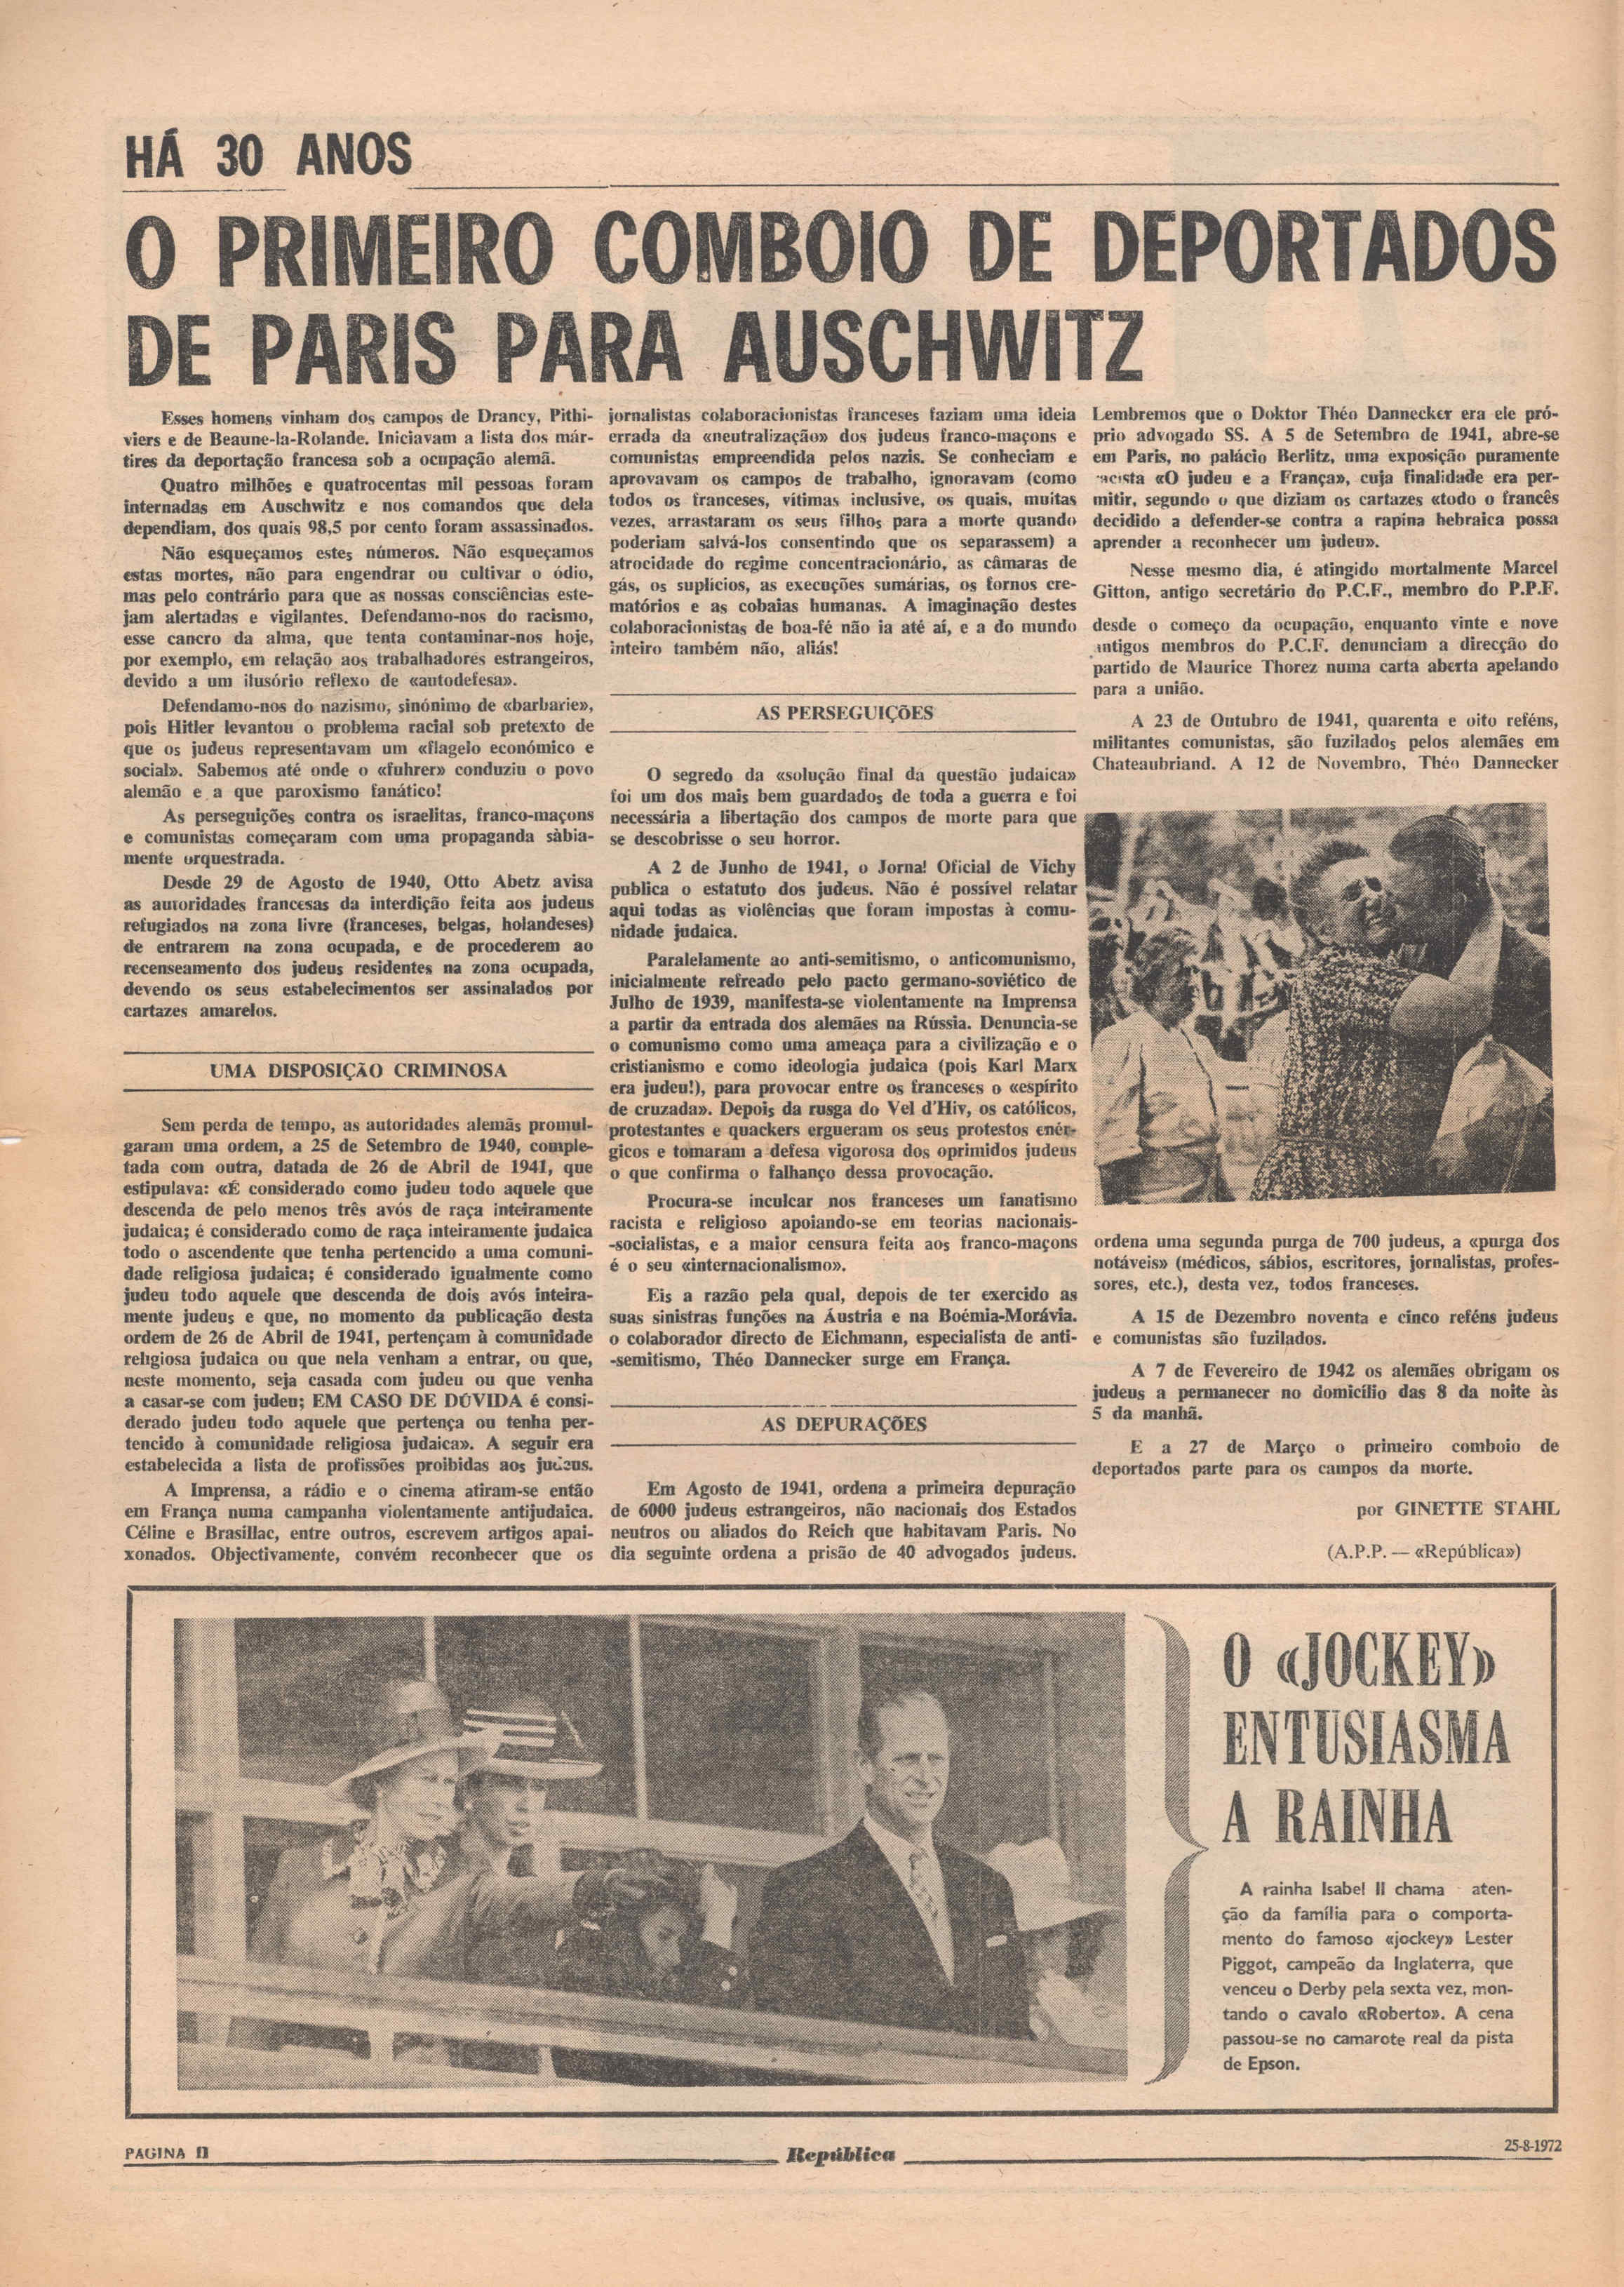 HÁ 30 ANOS
O PRIMEIRO COMBOIO DE DEPORTADOS
DE PARIS PARA AUSCHWITZ
Esses homens vinham dos campos de Drancy, Pithi-
viers e de Beaune-la-Rolande. Iniciavam a lista dos már-
tires da deportação francesa sob a ocupação alemã.
Quatro milhões e quatrocentas mil pessoas foram
internadas em Auschwitz e nos comandos que dela
dependiam, dos quais 98,5 por cento foram assassinados.
Não esqueçamos estes números. Não esqueçamos
estas mortes, não para engendrar ou cultivar o ódio,
mas pelo contrário para que as nossas consciências este-
jam alertadas e vigilantes. Defendamo-nos do racismo,
esse cancro da alma, que tenta contaminar-nos hoje,
por exemplo, em relação aos trabalhadores estrangeiros,
devido a um ilusório reflexo de «autodefesa».
Defendamo-nos do nazismo, sinónimo de «barbarie»,
pois Hitler levantou o problema racial sob pretexto de
que os judeus representavam um «flagelo económico e
social». Sabemos até onde o «fuhrer» conduziu o povo
alemão e a que paroxismo fanático!
As perseguições contra os israelitas, franco-maçons
e comunistas começaram com uma propaganda sàbia-
mente orquestrada.
Desde 29 de Agosto de 1940, Otto Abetz avisa
as autoridades francesas da interdição feita aos judeus
refugiados na zona livre (franceses, belgas, holandeses)
de entrarem na zona ocupada, e de procederem ao
recenseamento dos judeus residentes na zona ocupada,
devendo os seus estabelecimentos ser assinalados por
cartazes amarelos.
UMA DISPOSIÇÃO CRIMINOSA
Sem perda de tempo, as autoridades alemãs promul-
garam uma ordem, a 25 de Setembro de 1940, comple-
tada com outra, datada de 26 de Abril de 1941, que
estipulava: «É considerado como judeu todo aquele que
descenda de pelo menos três avós de raça inteiramente
judaica; é considerado como de raça inteiramente judaica
todo o ascendente que tenha pertencido a uma comuni-
dade religiosa judaica; é considerado igualmente como
judeu todo aquele que descenda de dois avós inteira-
mente judeus e que, no momento da publicação desta
ordem de 26 de Abril de 1941, pertençam à comunidade
religiosa judaica ou que nela venham a entrar, ou que,
neste momento, seja casada com judeu ou que venha
a casar-se com judeu; EM CASO DE DÚVIDA é consi-
derado judeu todo aquele que pertença ou tenha per-
tencido à comunidade religiosa judaica». A seguir era
estabelecida a lista de profissões proibidas aos judeus.
A Imprensa, a rádio e o cinema atiram-se então
em França numa campanha violentamente antijudaica.
Céline e Brasillac, entre outros, escrevem artigos apai-
xonados. Objectivamente, convém reconhecer que os
jornalistas colaboracionistas franceses faziam uma ideia
errada da «neutralização» dos judeus franco-maçons e
comunistas empreendida pelos nazis. Se conheciam e
aprovavam os campos de trabalho, ignoravam (como
todos os franceses, vítimas inclusive, os quais, muitas
vezes, arrastaram os seus filhos para a morte quando
poderiam salvá-los consentindo que os separassem) a
atrocidade do regime concentracionário, as câmaras de
gás, os suplícios, as execuções sumárias, os fornos cre-
matórios e as cobaias humanas. A imaginação destes
colaboracionistas de boa-fé não ia até aí, e a do mundo
inteiro também não, aliás!
AS PERSEGUIÇÕES
O segredo da «solução final da questão judaica»
foi um dos mais bem guardados de toda a guerra e foi
necessária a libertação dos campos de morte para que
se descobrisse o seu horror.
A 2 de Junho de 1941, o Jornal Oficial de Vichy
publica o estatuto dos judeus. Não é possível relatar
aqui todas as violências que foram impostas à comu-
nidade judaica.
Paralelamente ao anti-semitismo, o anticomunismo,
inicialmente refreado pelo pacto germano-soviético de
Julho de 1939, manifesta-se violentamente na Imprensa
a partir da entrada dos alemães na Rússia. Denuncia-se
o comunismo como uma ameaça para a civilização e o
cristianismo e como ideologia judaica (pois Karl Marx
era judeu!), para provocar entre os franceses o «espírito
de cruzada». Depois da rusga do Vel d'Hiv, os católicos,
protestantes e quackers ergueram os seus protestos enér-
gicos e tomaram a defesa vigorosa dos oprimidos judeus
o que confirma o falhanço dessa provocação.
Procura-se inculcar nos franceses um fanatismo
racista e religioso apoiando-se em teorias nacionais-
-socialistas, e a maior censura feita aos franco-maçons
é o seu «internacionalismo».
Eis a razão pela qual, depois de ter exercido as
suas sinistras funções na Áustria e na Boémia-Morávia.
o colaborador directo de Eichmann, especialista de anti-
-semitismo, Théo Dannecker surge em França.
AS DEPURAÇÕES
Em Agosto de 1941, ordena a primeira depuração
de 6000 judeus estrangeiros, não nacionais dos Estados
neutros ou aliados do Reich que habitavam Paris. No
dia seguinte ordena a prisão de 40 advogados judeus.
Lembremos que o Doktor Théo Dannecker era ele pró-
prio advogado SS. A 5 de Setembro de 1941, abre-se
em Paris, no palácio Berlitz, uma exposição puramente
racista «O judeu e a França», cuja finalidade era per-
mitir, segundo o que diziam os cartazes «todo o francês
decidido a defender-se contra a rapina hebraica possa
aprender a reconhecer um judeu».
Nesse mesmo dia, é atingido mortalmente Marcel
Gitton, antigo secretário do P.C.F., membro do P.P.F.
desde o começo da ocupação, enquanto vinte e nove
antigos membros do P.C.F. denunciam a direcção do
partido de Maurice Thorez numa carta aberta apelando
para a união.
A 23 de Outubro de 1941, quarenta e oito reféns,
militantes comunistas, são fuzilados pelos alemães em
Chateaubriand. A 12 de Novembro, Théo Dannecker
ordena uma segunda purga de 700 judeus, a «purga dos
notáveis» (médicos, sábios, escritores, jornalistas, profes-
sores, etc.), desta vez, todos franceses.
A 15 de Dezembro noventa e cinco reféns judeus
e comunistas são fuzilados.
A 7 de Fevereiro de 1942 os alemães obrigam os
judeus a permanecer no domicílio das 8 da noite às
5 da manhã.
E a 27 de Março o primeiro comboio de
deportados parte para os campos da morte.
por GINETTE STAHL
(A.P.P. — «República»)
O «JOCKEY»
ENTUSIASMA
A RAINHA
A rainha Isabel II chama aten-
ção da família para o comporta-
mento do famoso «jockey» Lester
Piggot, campeão da Inglaterra, que
venceu o Derby pela sexta vez, mon-
tando o cavalo «Roberto». A cena
passou-se no camarote real da pista
de Epson.
PAGINA
República
25-8-1972